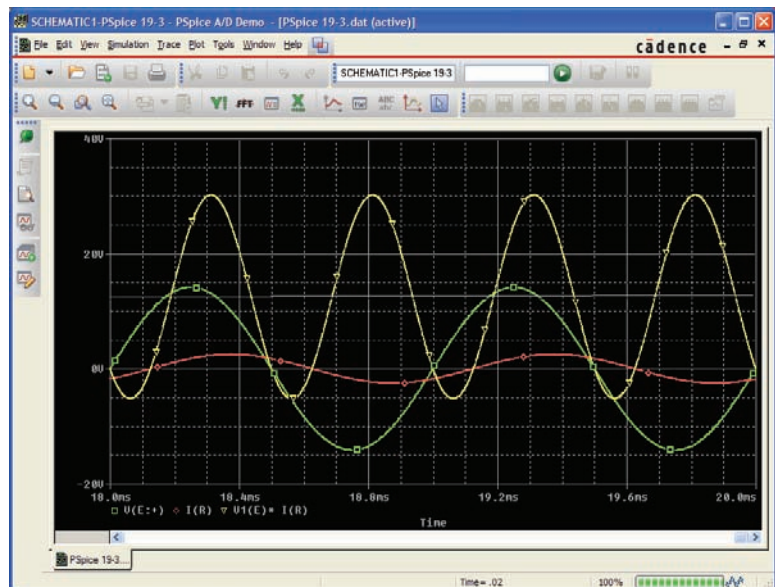 SCHEMATIC1-PSpice 19-3 - PSpice A/D Demo - [PSpice 19-3.dat (active)]
File Edit View Simulation Trace Plot Tools Window Help
cādence
SCHEMATIC1-PSpice 19-3
40V
20V
0V
-20V
18.0ms 18.4ms 18.8ms 19.2ms 19.6ms 20.0ms
V(E:+) I(R) V1(E)* I(R)
Time
PSpice 19-3....
Time= .02 100%